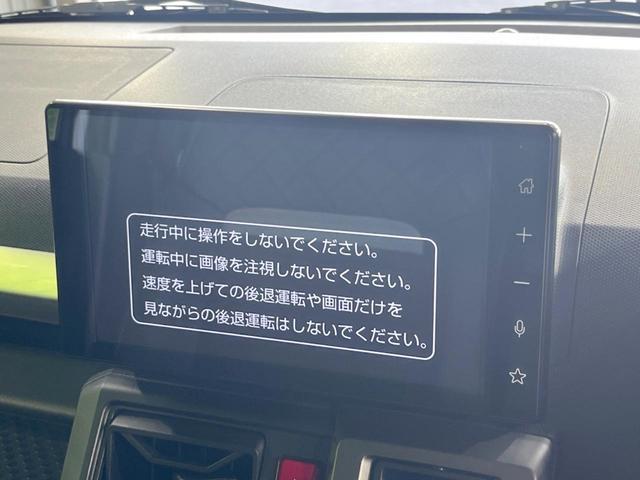 走行中に操作をしないでください。
運転中に画像を注視しないでください。
速度を上げての後退運転や画面だけを
見ながらの後退運転はしないでください。